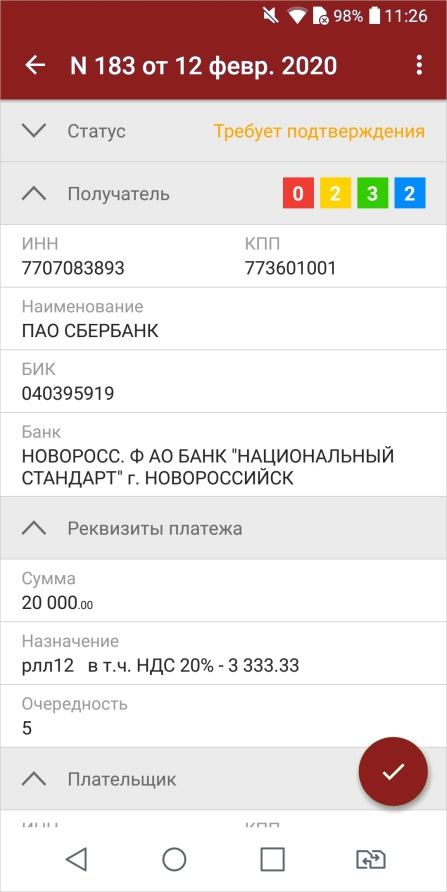 98% 11:26
N 183 от 12 февр. 2020
Статус Требует подтверждения
Получатель 0 2 3 2
ИНН КПП
7707083893 773601001
Наименование
ПАО СБЕРБАНК
БИК
040395919
Банк
НОВОРОСС. Ф АО БАНК "НАЦИОНАЛЬНЫЙ
СТАНДАРТ" г. НОВОРОССИЙСК
Реквизиты платежа
Сумма
20 000.00
Назначение
рлл12 в т.ч. НДС 20% - 3 333.33
Очередность
5
Плательщик
ИНН КПП